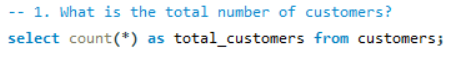 -- 1. What is the total number of customers?
select count(*) as total_customers from customers;